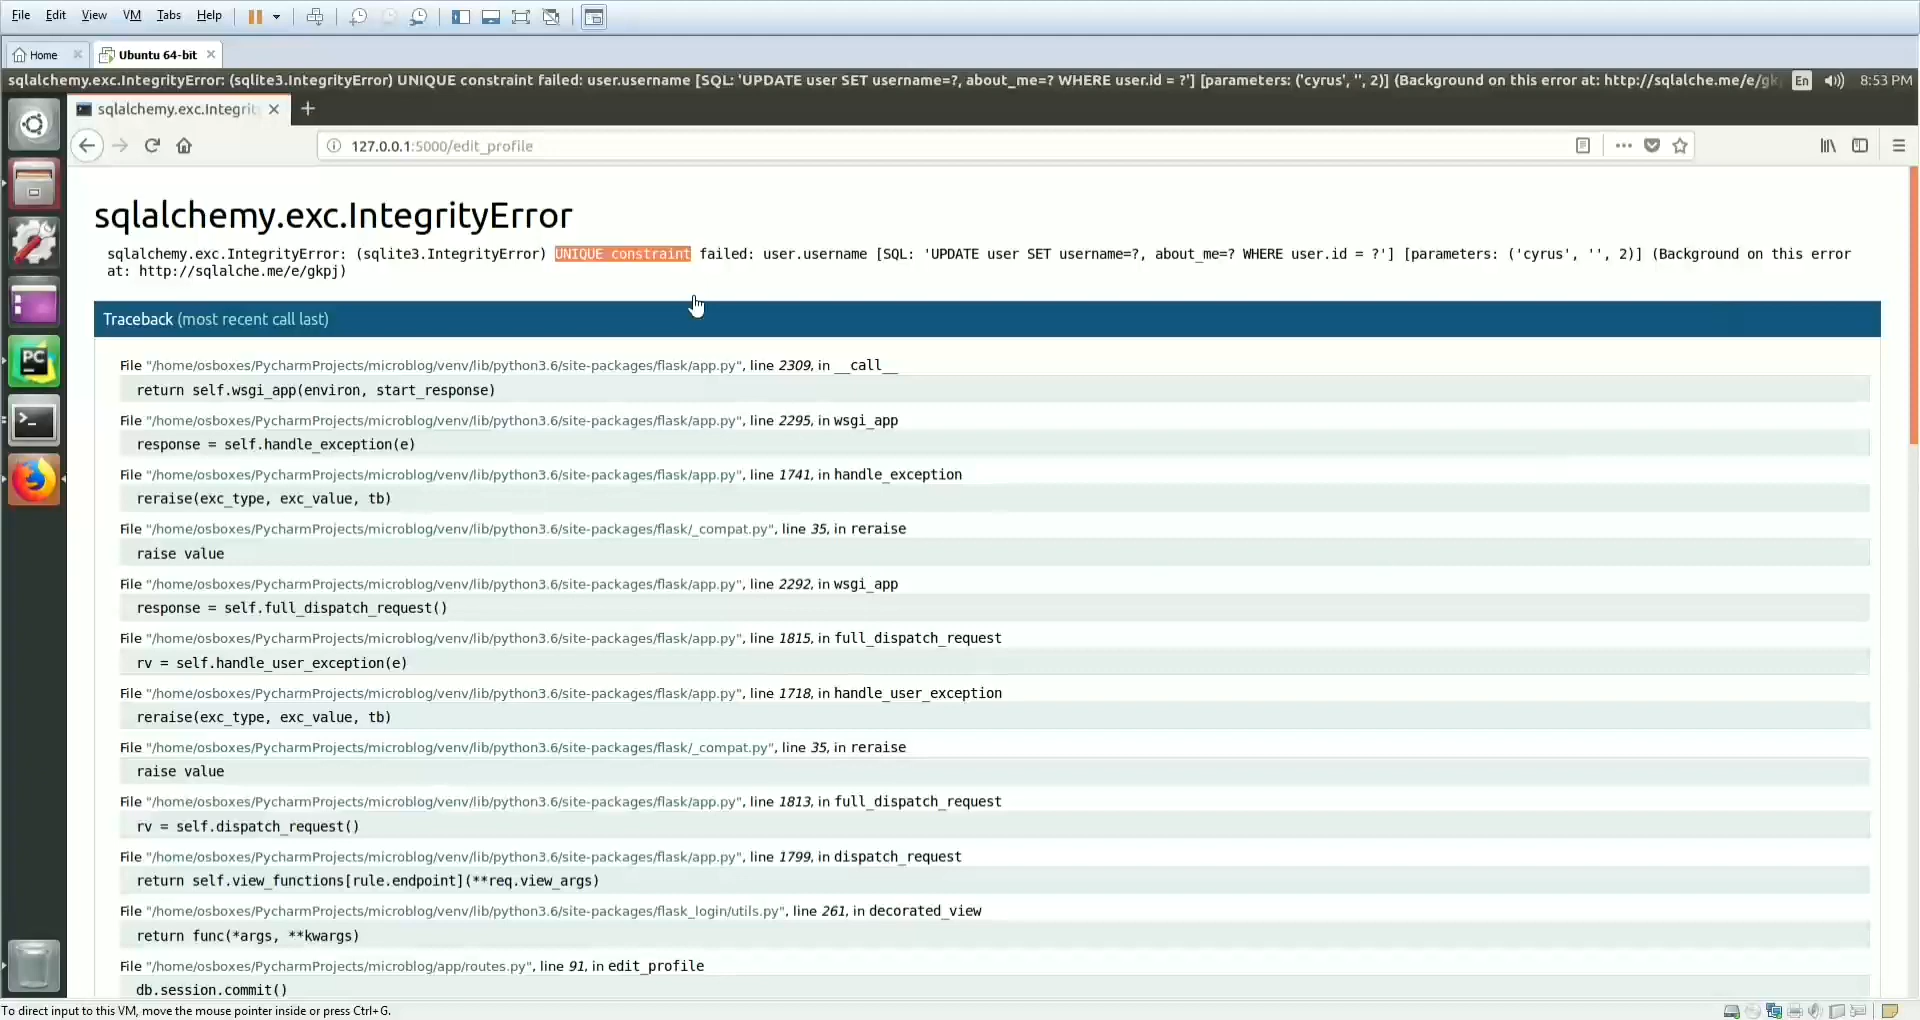 File Edit View VM Tabs Help
Home Ubuntu 64-bit
sqlalchemy.exc.IntegrityError: (sqlite3.IntegrityError) UNIQUE constraint failed: user.username [SQL: 'UPDATE user SET username=?, about_me=? WHERE user.id = ?'] [parameters: ('cyrus', '', 2)] (Background on this error at: http://sqlalche.me/e/gkp En 8:53 PM
sqlalchemy.exc.Integrit
127.0.0.1:5000/edit_profile
sqlalchemy.exc.IntegrityError
sqlalchemy.exc.IntegrityError: (sqlite3.IntegrityError) UNIQUE constraint failed: user.username [SQL: 'UPDATE user SET username=?, about_me=? WHERE user.id = ?'] [parameters: ('cyrus', '', 2)] (Background on this error
at: http://sqlalche.me/e/gkpj)
Traceback (most recent call last)
File "/home/osboxes/PycharmProjects/microblog/venv/lib/python3.6/site-packages/flask/app.py", line 2309, in __call__
return self.wsgi_app(environ, start_response)
File "/home/osboxes/PycharmProjects/microblog/venv/lib/python3.6/site-packages/flask/app.py", line 2295, in wsgi_app
response = self.handle_exception(e)
File "/home/osboxes/PycharmProjects/microblog/venv/lib/python3.6/site-packages/flask/app.py", line 1741, in handle_exception
reraise(exc_type, exc_value, tb)
File "/home/osboxes/PycharmProjects/microblog/venv/lib/python3.6/site-packages/flask/_compat.py", line 35, in reraise
raise value
File "/home/osboxes/PycharmProjects/microblog/venv/lib/python3.6/site-packages/flask/app.py", line 2292, in wsgi_app
response = self.full_dispatch_request()
File "/home/osboxes/PycharmProjects/microblog/venv/lib/python3.6/site-packages/flask/app.py", line 1815, in full_dispatch_request
rv = self.handle_user_exception(e)
File "/home/osboxes/PycharmProjects/microblog/venv/lib/python3.6/site-packages/flask/app.py", line 1718, in handle_user_exception
reraise(exc_type, exc_value, tb)
File "/home/osboxes/PycharmProjects/microblog/venv/lib/python3.6/site-packages/flask/_compat.py", line 35, in reraise
raise value
File "/home/osboxes/PycharmProjects/microblog/venv/lib/python3.6/site-packages/flask/app.py", line 1813, in full_dispatch_request
rv = self.dispatch_request()
File "/home/osboxes/PycharmProjects/microblog/venv/lib/python3.6/site-packages/flask/app.py", line 1799, in dispatch_request
return self.view_functions[rule.endpoint](**req.view_args)
File "/home/osboxes/PycharmProjects/microblog/venv/lib/python3.6/site-packages/flask_login/utils.py", line 261, in decorated_view
return func(*args, **kwargs)
File "/home/osboxes/PycharmProjects/microblog/app/routes.py", line 91, in edit_profile
db.session.commit()
PC
To direct input to this VM, move the mouse pointer inside or press Ctrl+G.